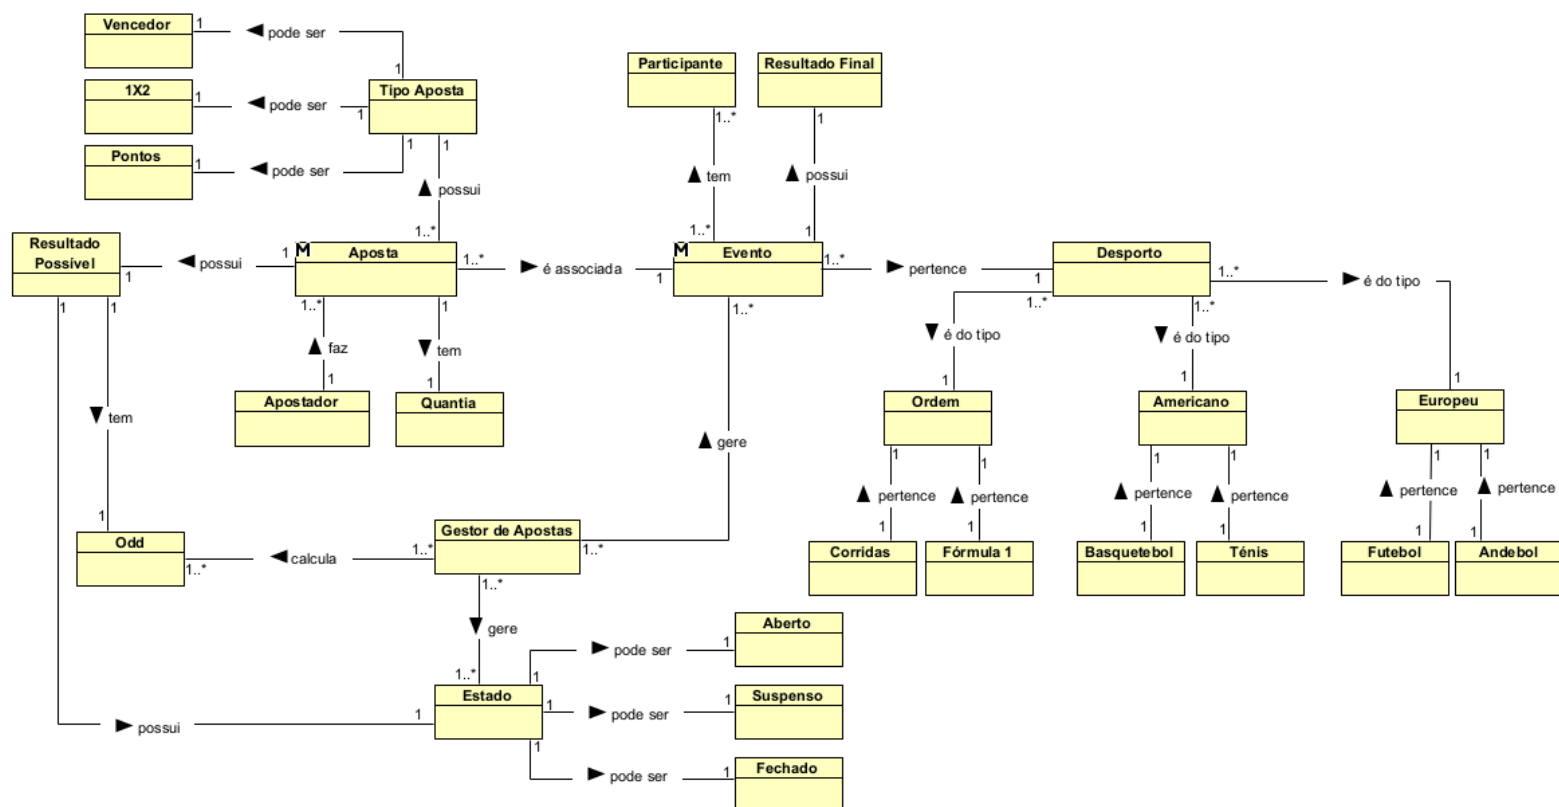 Vencedor
1
pode ser
1
1X2
1
pode ser
1
Tipo Aposta
Pontos
1
pode ser
1
1
possui
1..*
Participante
1..*
tem
1..*
Resultado Final
1
possui
1
Resultado
Possível
1
possui
1
M
Aposta
1..*
é associada
1
M
Evento
1..*
pertence
1
Desporto
1..*
é do tipo
1
1..*
é do tipo
1
1..*
é do tipo
1
1..*
faz
1
Apostador
1
tem
1
Quantia
1
1
tem
1
Odd
1..*
calcula
1..*
Gestor de Apostas
1..*
gere
1..*
Ordem
1
1
pertence
pertence
1
1
Corridas
Fórmula 1
Americano
1
1
pertence
pertence
1
1
Basquetebol
Ténis
Europeu
1
1
pertence
pertence
1
1
Futebol
Andebol
1..*
gere
1..*
Estado
possui
1
1
pode ser
1
Aberto
1
pode ser
1
Suspenso
1
pode ser
1
Fechado